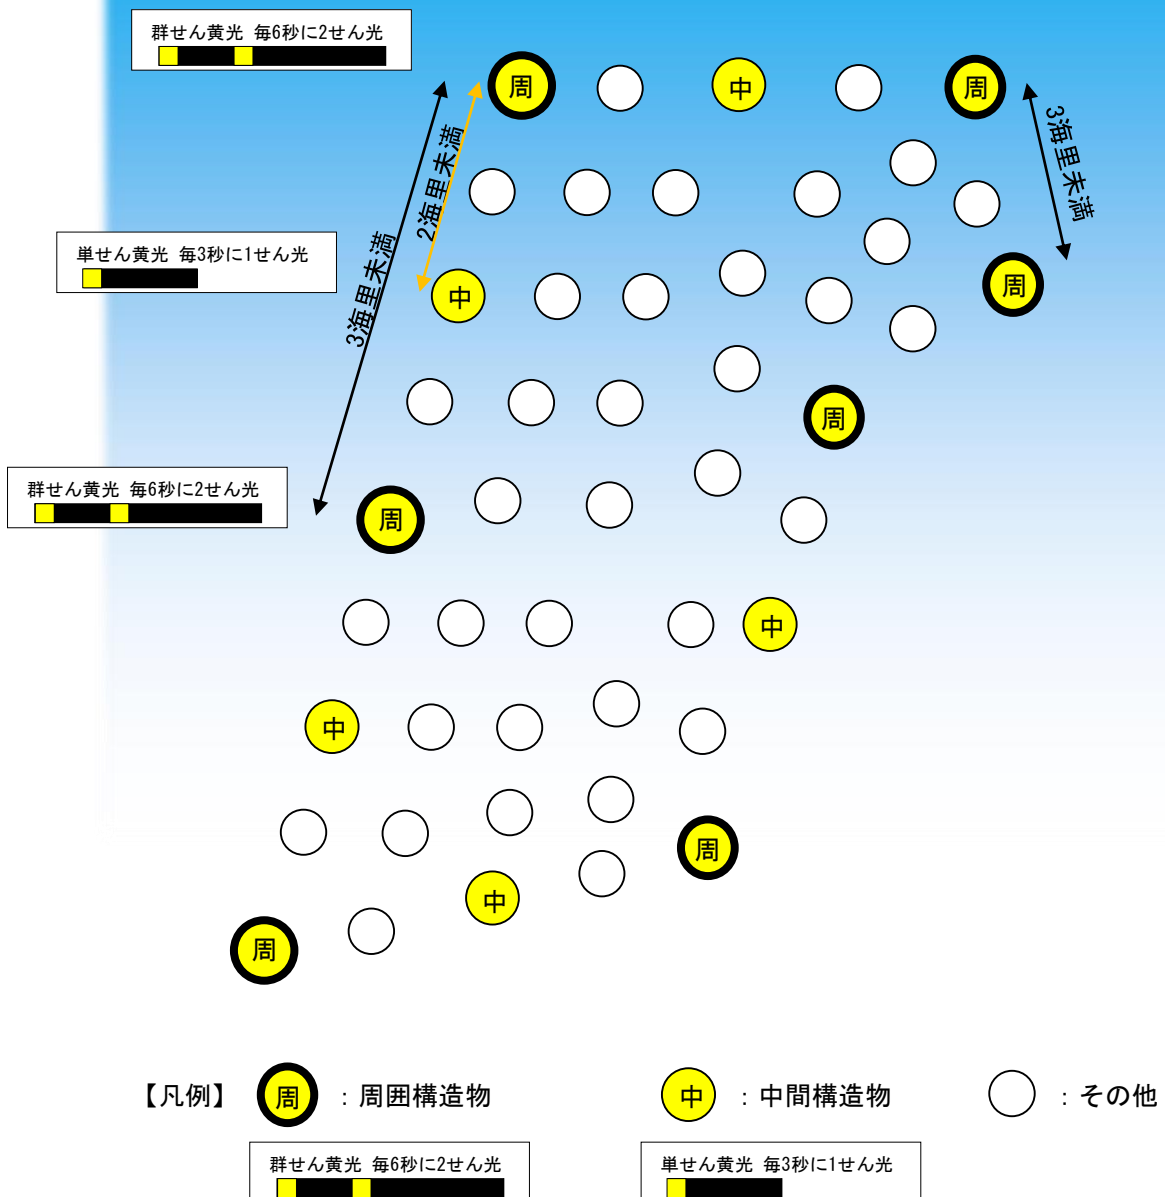 群せん黄光 毎6秒に2せん光
周
中
周
3海里未満
2海里未満
3海里未満
単せん黄光 毎3秒に1せん光
中
周
周
群せん黄光 毎6秒に2せん光
周
中
中
周
中
周
【凡例】 周 : 周囲構造物 中 : 中間構造物 : その他
群せん黄光 毎6秒に2せん光 単せん黄光 毎3秒に1せん光